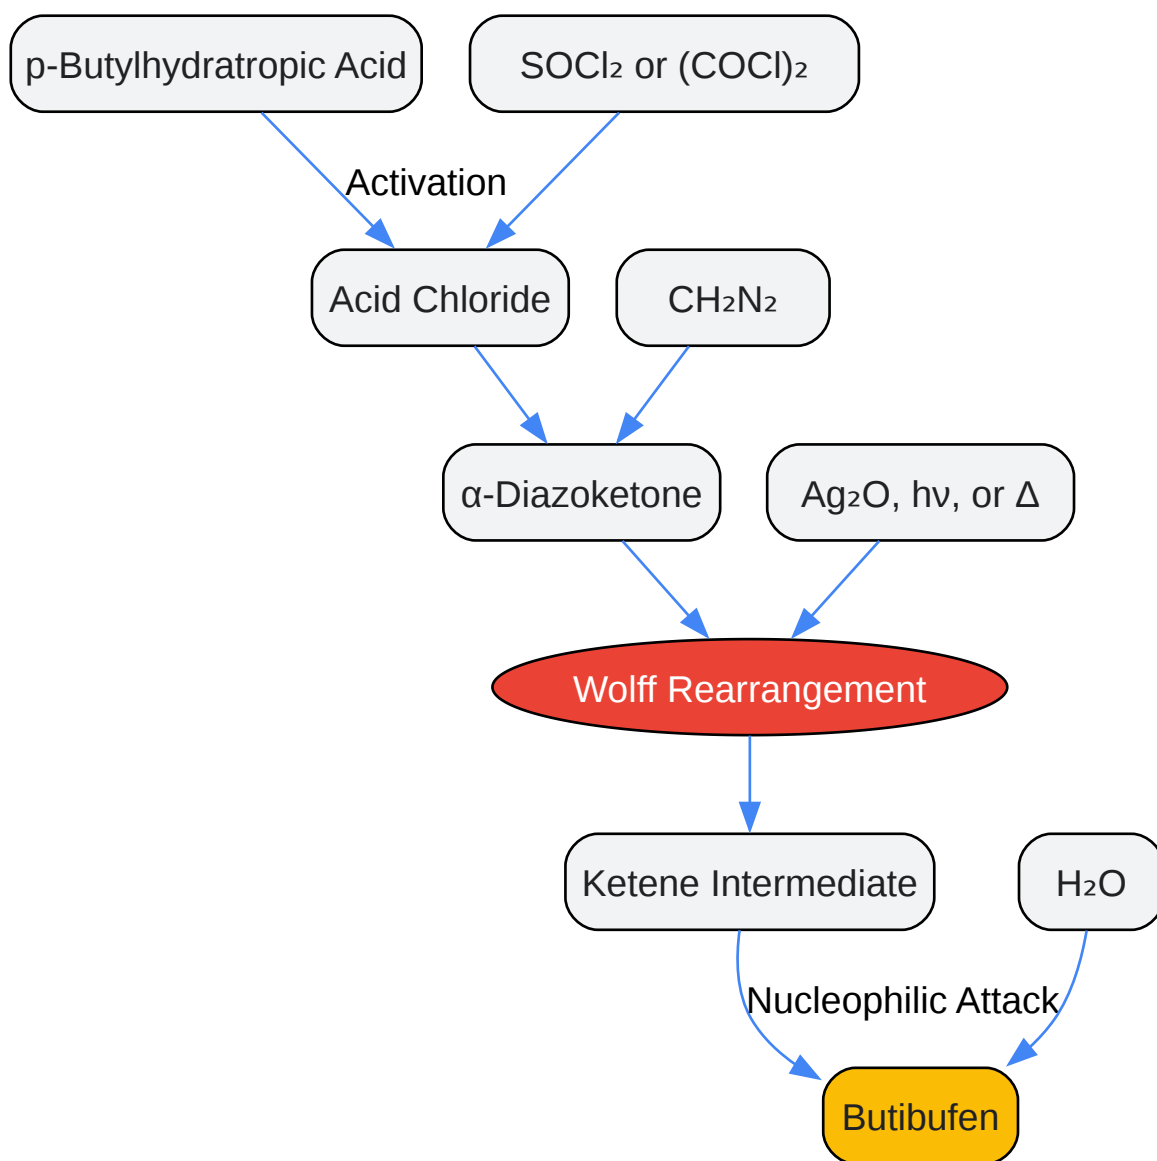 p-Butylhydratropic Acid
SOCl₂ or (COCl)₂
Activation
Acid Chloride
CH₂N₂
α-Diazoketone
Ag₂O, hν, or Δ
Wolff Rearrangement
Ketene Intermediate
H₂O
Nucleophilic Attack
Butibufen